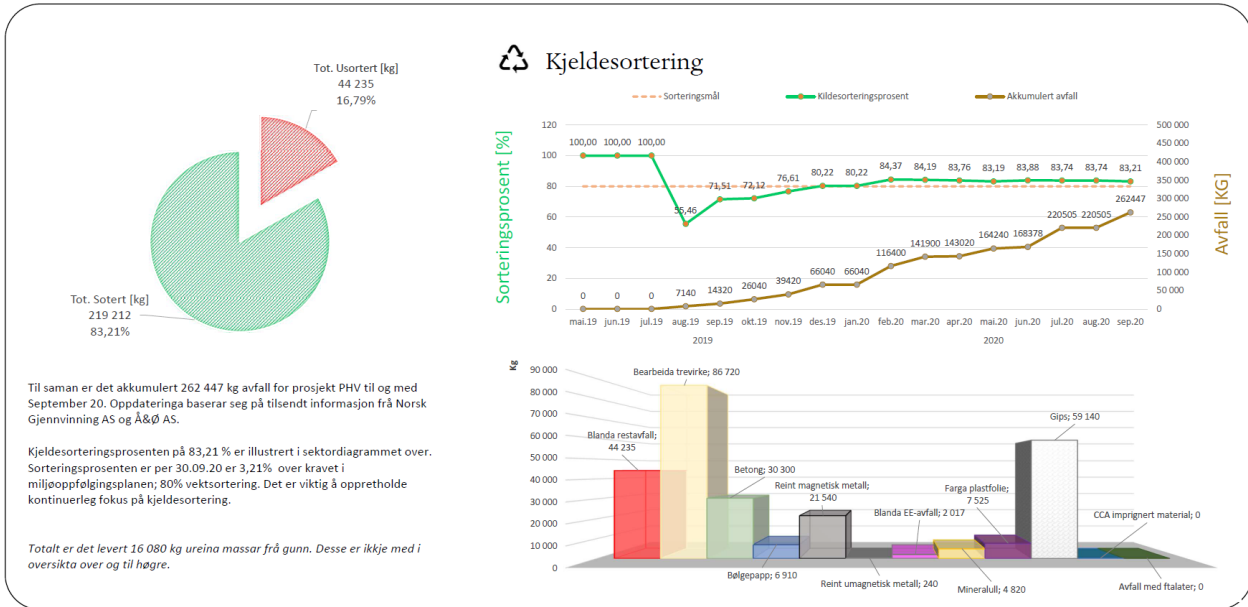 Tot. Usortert [kg]
44 235
16,79%
Tot. Sotert [kg]
219 212
83,21%
Til saman er det akkumulert 262 447 kg avfall for prosjekt PHV til og med
September 20. Oppdateringa baserar seg på tilsendt informasjon frå Norsk
Gjennvinning AS og Å&Ø AS.
Kjeldesorteringsprosenten på 83,21 % er illustrert i sektordiagrammet over.
Sorteringsprosenten er per 30.09.20 er 3,21% over kravet i
miljøoppfølgingsplanen; 80% vektsortering. Det er viktig å oppretholde
kontinuerleg fokus på kjeldesortering.
Totalt er det levert 16 080 kg ureina massar frå gunn. Desse er ikkje med i
oversikta over og til høgre.
Kjeldesortering
Sorteringsmål Kildesorteringsprosent Akkumulert avfall
Sorteringsprosent [%]
120
100
80
60
40
20
0
100,00 100,00 100,00 55,46 71,51 72,12 76,61 80,22 80,22 84,37 84,19 83,76 83,19 83,88 83,74 83,74 83,21
0 0 0 7140 14320 26040 39420 66040 66040 116400 141900 143020 164240 168378 220505 220505 262447
500 000
450 000
400 000
350 000
300 000
250 000
200 000
150 000
100 000
50 000
0
Avfall [KG]
mai.19 jun.19 jul.19 aug.19 sep.19 okt.19 nov.19 des.19 jan.20 feb.20 mar.20 apr.20 mai.20 jun.20 jul.20 aug.20 sep.20
2019 2020
Kg
90 000
80 000
70 000
60 000
50 000
40 000
30 000
20 000
10 000
0
Blanda restavfall;
44 235
Bearbeida trevirke; 86 720
Betong; 30 300
Bølgepapp; 6 910
Reint magnetisk metall;
21 540
Reint umagnetisk metall; 240
Blanda EE-avfall; 2 017
Mineralull; 4 820
Farga plastfolie;
7 525
Gips; 59 140
CCA imprignert material; 0
Avfall med ftalater; 0